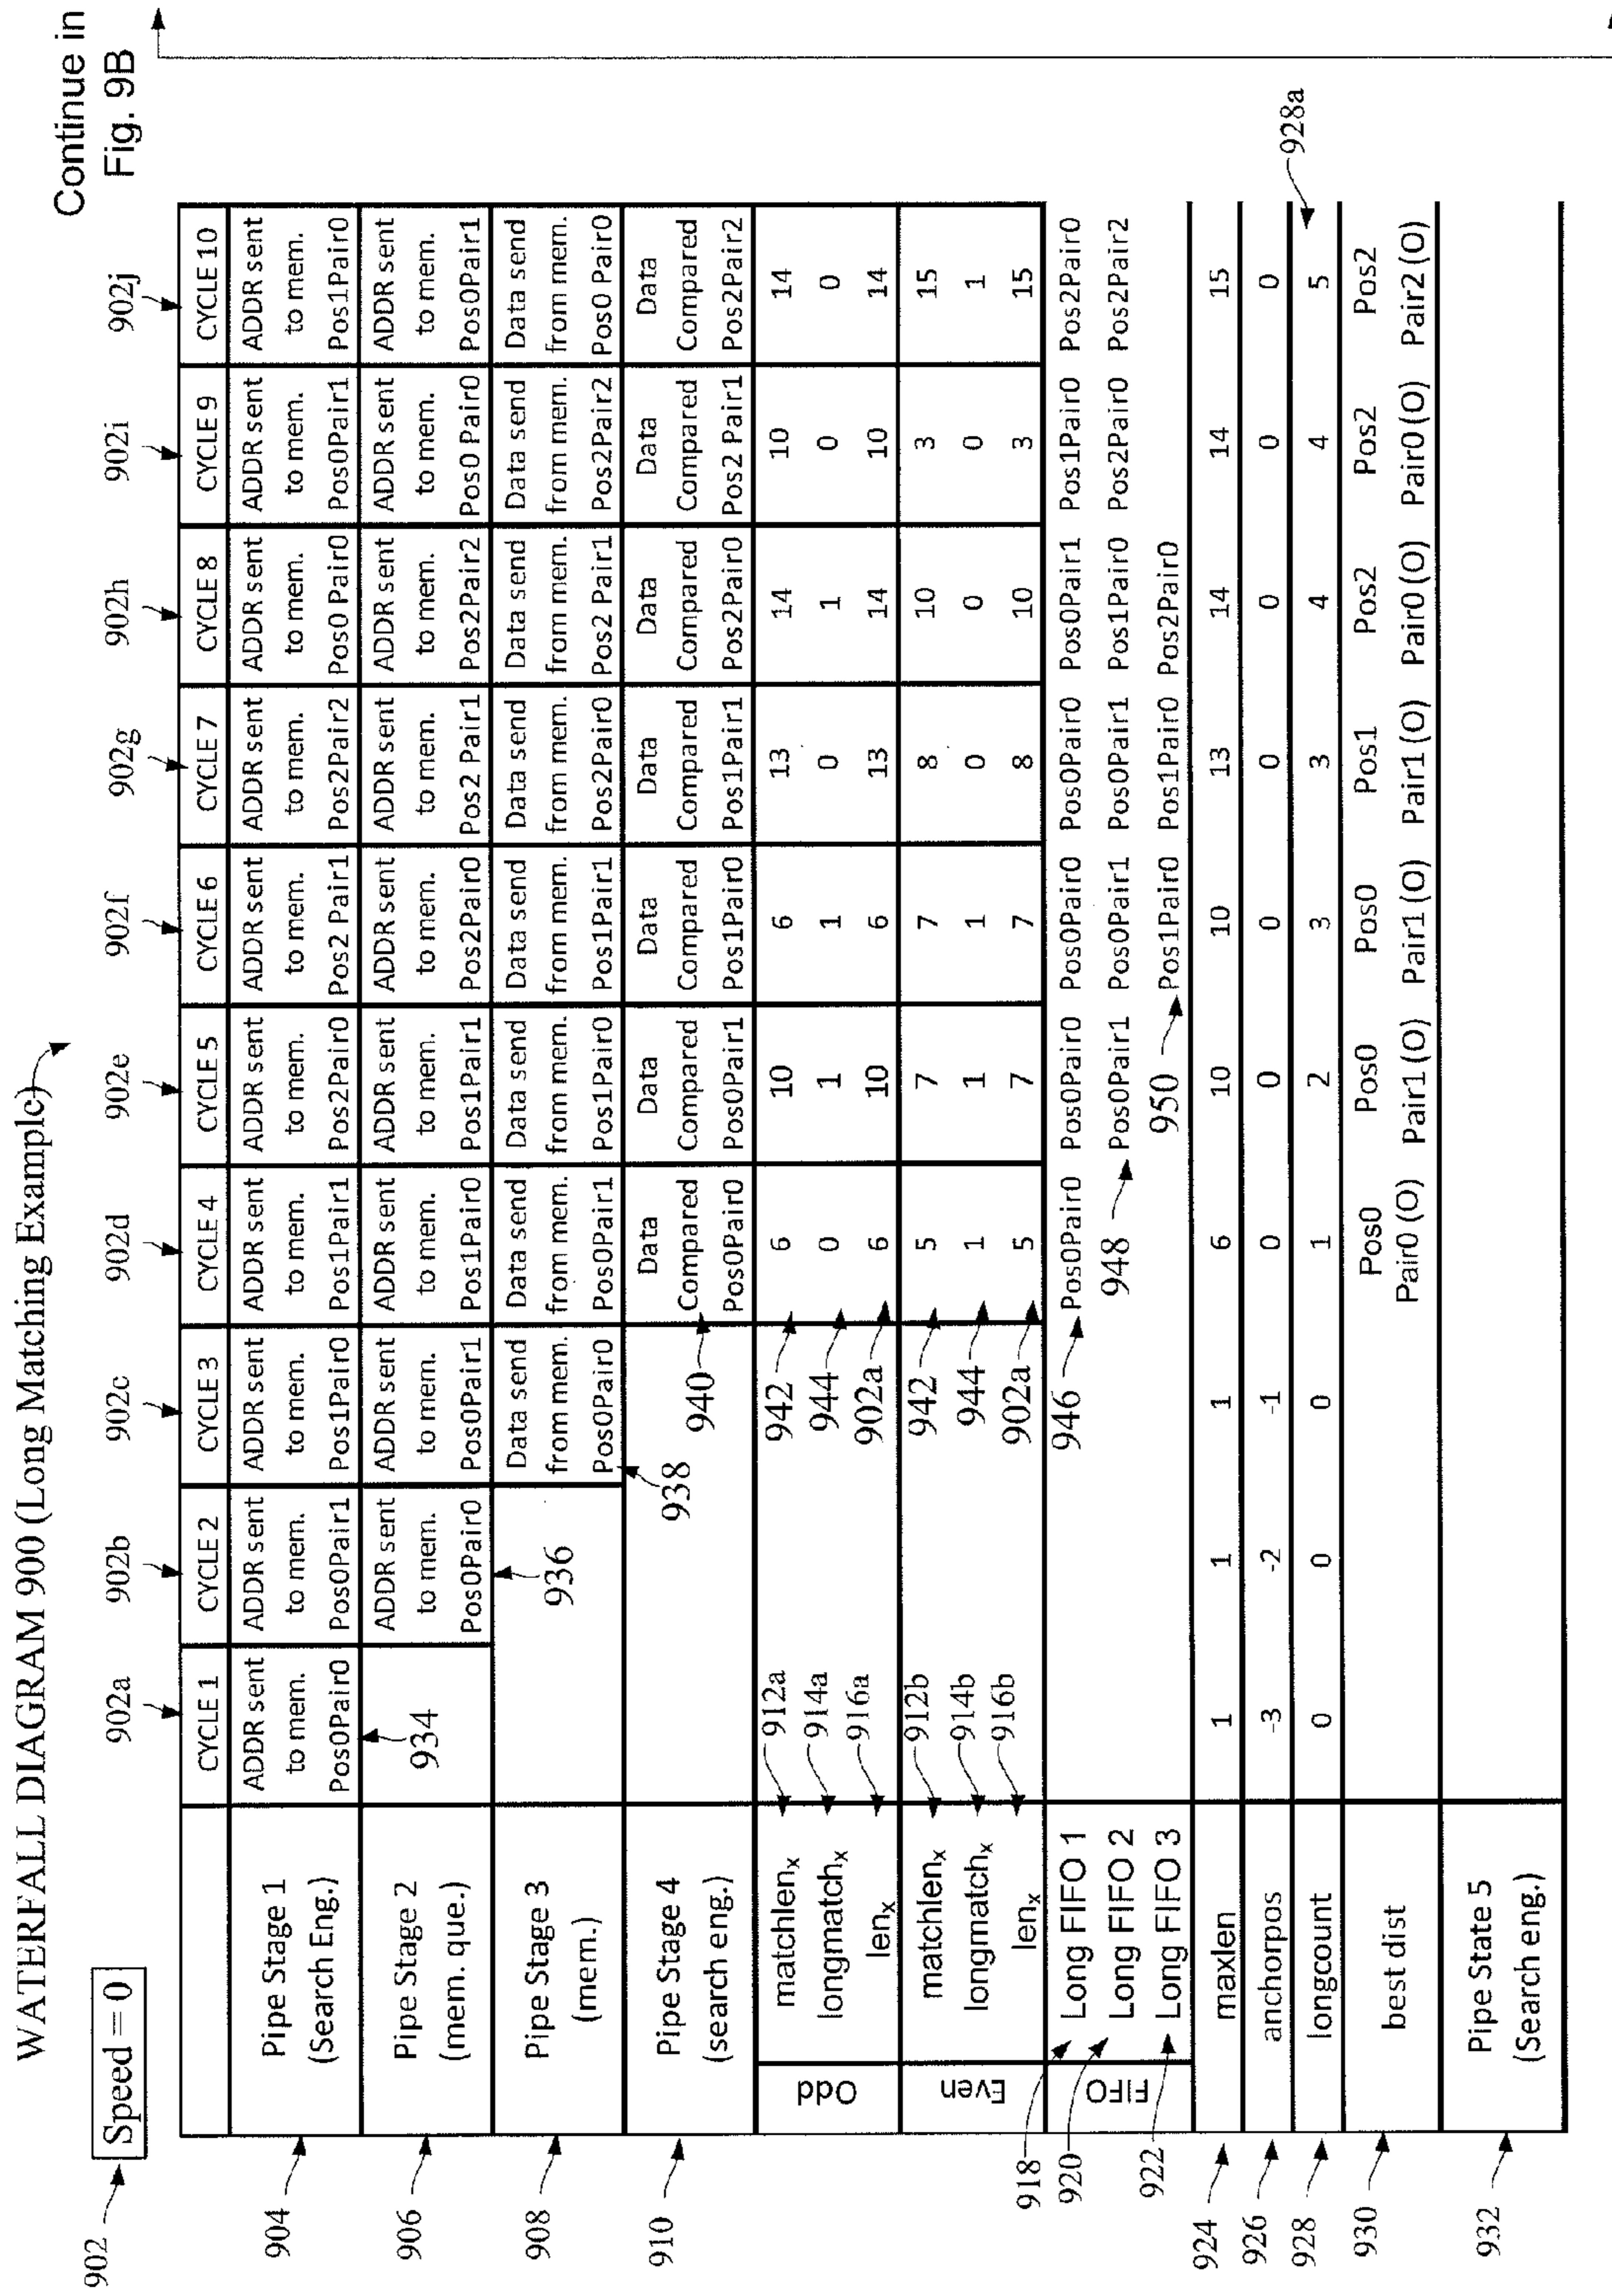 WATERFALL DIAGRAM 900 (Long Matching Example)
Continue in
Fig. 9B
902
Speed = 0
902a 902b 902c 902d 902e 902f 902g 902h 902i 902j
CYCLE 1 CYCLE 2 CYCLE 3 CYCLE 4 CYCLE 5 CYCLE 6 CYCLE 7 CYCLE 8 CYCLE 9 CYCLE 10
904
Pipe Stage 1
(Search Eng.)
ADDR sent ADDR sent ADDR sent ADDR sent ADDR sent ADDR sent ADDR sent ADDR sent ADDR sent ADDR sent
to mem. to mem. to mem. to mem. to mem. to mem. to mem. to mem. to mem. to mem.
Pos0Pair0 Pos0Pair1 Pos1Pair0 Pos1Pair1 Pos2Pair0 Pos2 Pair1 Pos2Pair2 Pos0 Pair0 Pos0Pair1 Pos1Pair0
906
Pipe Stage 2
(mem. que.)
934
ADDR sent ADDR sent ADDR sent ADDR sent ADDR sent ADDR sent ADDR sent ADDR sent ADDR sent
to mem. to mem. to mem. to mem. to mem. to mem. to mem. to mem. to mem.
Pos0Pair0 Pos0Pair1 Pos1Pair0 Pos1Pair1 Pos2Pair0 Pos2 Pair1 Pos2Pair2 Pos0 Pair0 Pos0Pair1
908
Pipe Stage 3
(mem.)
936
Data send Data send Data send Data send Data send Data send Data send Data send
from mem. from mem. from mem. from mem. from mem. from mem. from mem. from mem.
Pos0Pair0 Pos0Pair1 Pos1Pair0 Pos1Pair1 Pos2Pair0 Pos2 Pair1 Pos2Pair2 Pos0 Pair0
910
Pipe Stage 4
(search eng.)
938
940
Data Data Data Data Data Data Data
Compared Compared Compared Compared Compared Compared Compared
Pos0Pair0 Pos0Pair1 Pos1Pair0 Pos1Pair1 Pos2Pair0 Pos2 Pair1 Pos2Pair2
Odd
matchlenx 912a 942 6 10 6 13 14 10 14
longmatchx 914a 944 0 1 1 0 1 0 0
lenx 916a 902a 6 10 6 13 14 10 14
Even
matchlenx 912b 942 5 7 7 8 10 3 15
longmatchx 914b 944 1 1 1 0 0 0 1
lenx 916b 902a 5 7 7 8 10 3 15
FIFO
918 Long FIFO 1 946 Pos0Pair0 Pos0Pair0 Pos0Pair0 Pos0Pair0 Pos0Pair1 Pos1Pair0 Pos2Pair0
920 Long FIFO 2 948 Pos0Pair1 Pos0Pair1 Pos0Pair1 Pos1Pair0 Pos2Pair0 Pos2Pair2
922 Long FIFO 3 950 Pos1Pair0 Pos1Pair0 Pos2Pair0
924 maxlen 1 1 1 6 10 10 13 14 14 15
926 anchorpos -3 -2 -1 0 0 0 0 0 0 0
928 longcount 0 0 0 1 2 3 3 4 4 5 928a
930 best dist
Pos0 Pos0 Pos0 Pos1 Pos2 Pos2 Pos2
Pair0 (O) Pair1 (O) Pair1 (O) Pair1 (O) Pair0 (O) Pair0 (O) Pair2 (O)
932
Pipe State 5
(Search eng.)